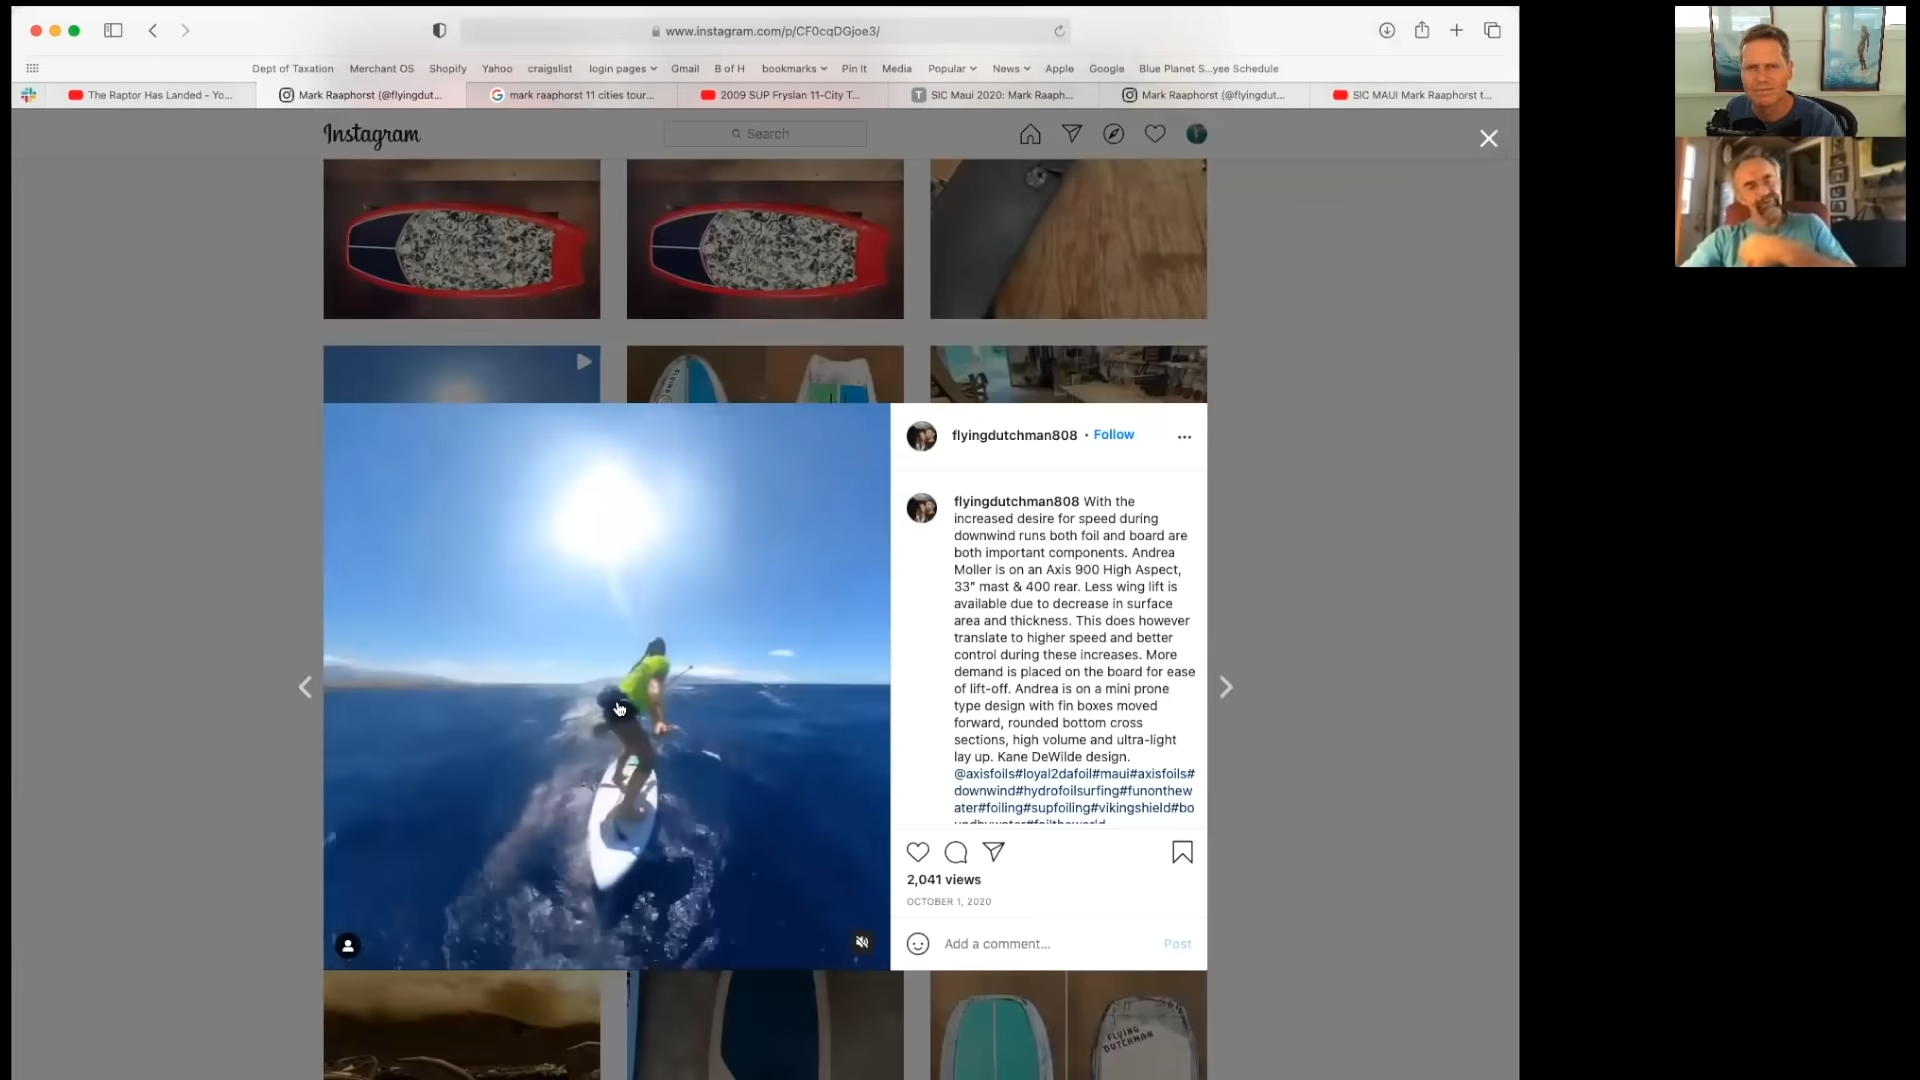 www.instagram.com/p/CF0cqDGjoe3/
Dept of Taxation Merchant OS Shopify Yahoo craigslist login pages Gmail B of H bookmarks Pin It Media Popular News Apple Google Blue Planet S...yee Schedule
The Raptor Has Landed - Yo... Mark Raaphorst (@flyingdut... mark raaphorst 11 cities tour... 2009 SUP Fryslan 11-City T... SIC Maui 2020: Mark Raaph... Mark Raaphorst (@flyingdut... SIC MAUI Mark Raaphorst t...
Instagram
Search
flyingdutchman808 • Follow
flyingdutchman808 With the
increased desire for speed during
downwind runs both foil and board are
both important components. Andrea
Moller is on an Axis 900 High Aspect,
33" mast & 400 rear. Less wing lift is
available due to decrease in surface
area and thickness. This does however
translate to higher speed and better
control during these increases. More
demand is placed on the board for ease
of lift-off. Andrea is on a mini prone
type design with fin boxes moved
forward, rounded bottom cross
sections, high volume and ultra-light
lay up. Kane DeWilde design.
@axisfoils#loyal2dafoil#maui#axisfoils#
downwind#hydrofoilsurfing#funonthew
ater#foiling#supfoiling#vikingshield#bo
2,041 views
OCTOBER 1, 2020
Add a comment... Post
FLYING
DUTCHMAN